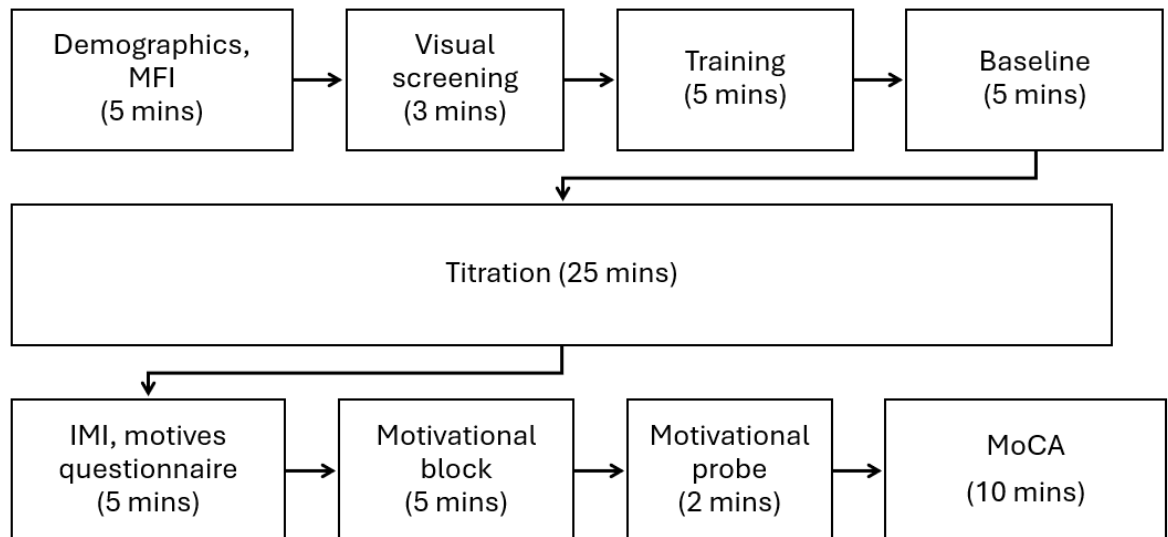 Demographics,
MFI
(5 mins)
Visual
screening
(3 mins)
Training
(5 mins)
Baseline
(5 mins)
Titration (25 mins)
IMI, motives
questionnaire
(5 mins)
Motivational
block
(5 mins)
Motivational
probe
(2 mins)
MoCA
(10 mins)